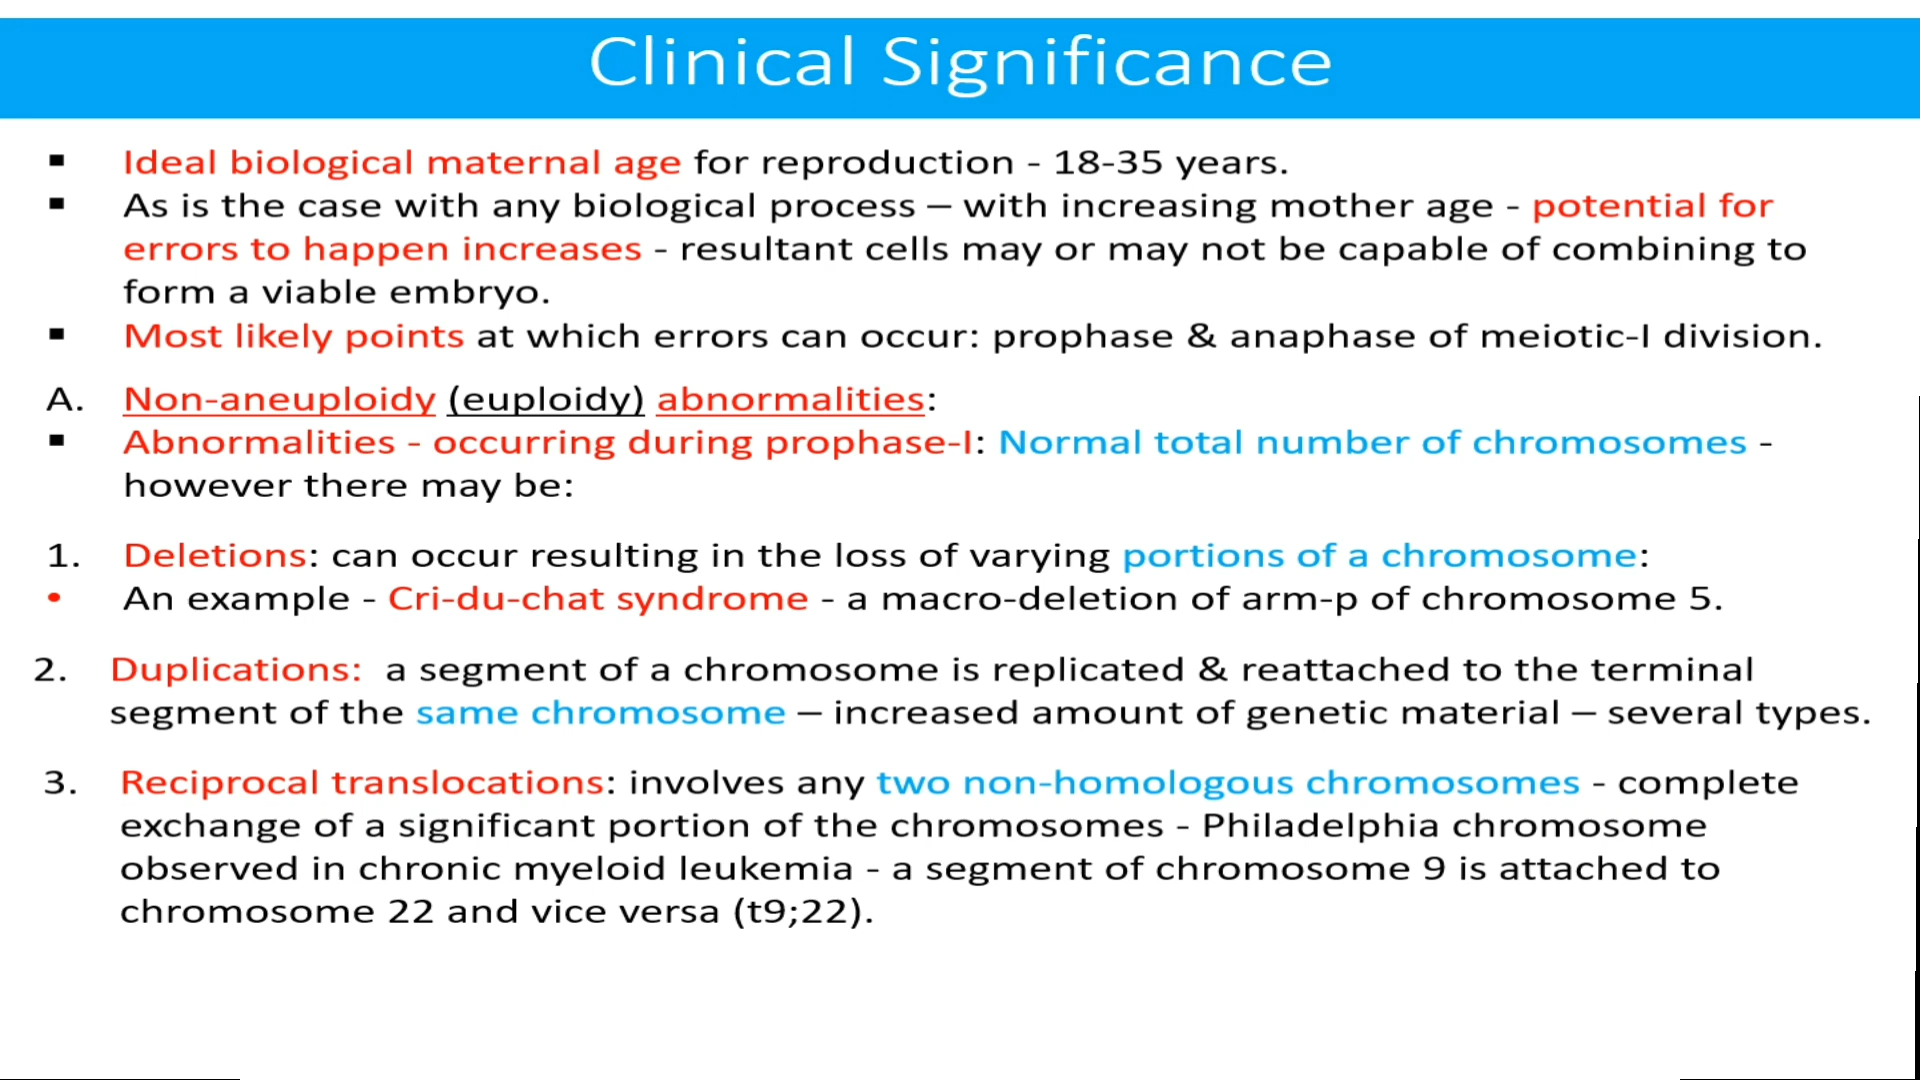 Clinical Significance
▪ Ideal biological maternal age for reproduction - 18-35 years.
▪ As is the case with any biological process – with increasing mother age - potential for
errors to happen increases - resultant cells may or may not be capable of combining to
form a viable embryo.
▪ Most likely points at which errors can occur: prophase & anaphase of meiotic-I division.
A. Non-aneuploidy (euploidy) abnormalities:
▪ Abnormalities - occurring during prophase-I: Normal total number of chromosomes -
however there may be:
1. Deletions: can occur resulting in the loss of varying portions of a chromosome:
• An example - Cri-du-chat syndrome - a macro-deletion of arm-p of chromosome 5.
2. Duplications: a segment of a chromosome is replicated & reattached to the terminal
segment of the same chromosome – increased amount of genetic material – several types.
3. Reciprocal translocations: involves any two non-homologous chromosomes - complete
exchange of a significant portion of the chromosomes - Philadelphia chromosome
observed in chronic myeloid leukemia - a segment of chromosome 9 is attached to
chromosome 22 and vice versa (t9;22).